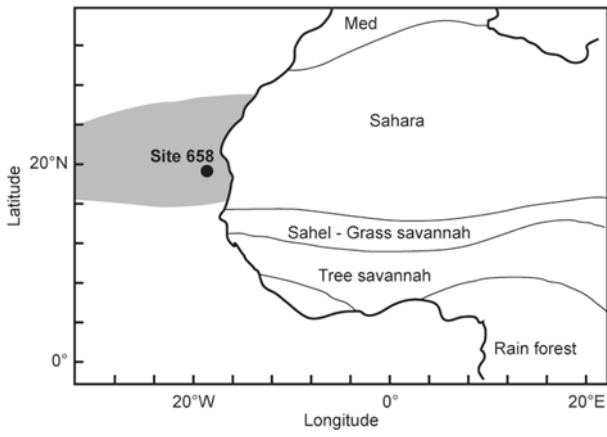 Med
Sahara
Site 658
20°N
Latitude
Sahel - Grass savannah
Tree savannah
0°
Rain forest
20°W
0°
20°E
Longitude